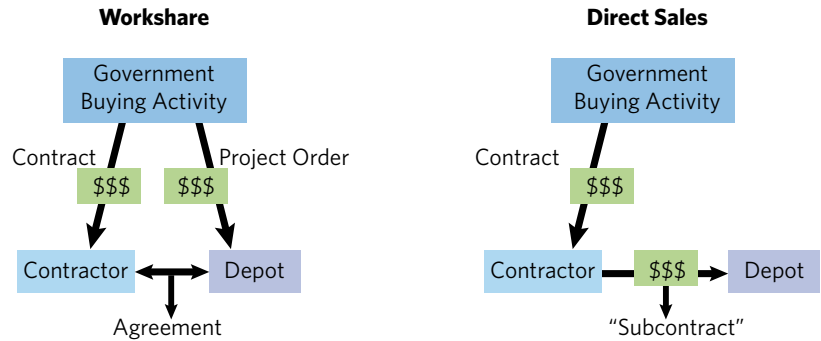 Workshare
Government
Buying Activity
Contract
Project Order
$$$
$$$
Contractor
Depot
Agreement
Direct Sales
Government
Buying Activity
Contract
$$$
Contractor
$$$
Depot
“Subcontract”